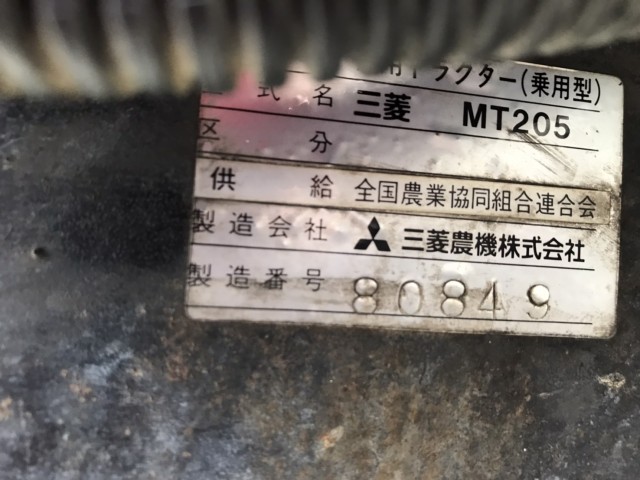 用トラクター(乗用型)
型式名 三菱 MT205
区分
供給 全国農業協同組合連合会
製造会社 三菱農機株式会社
製造番号 80849